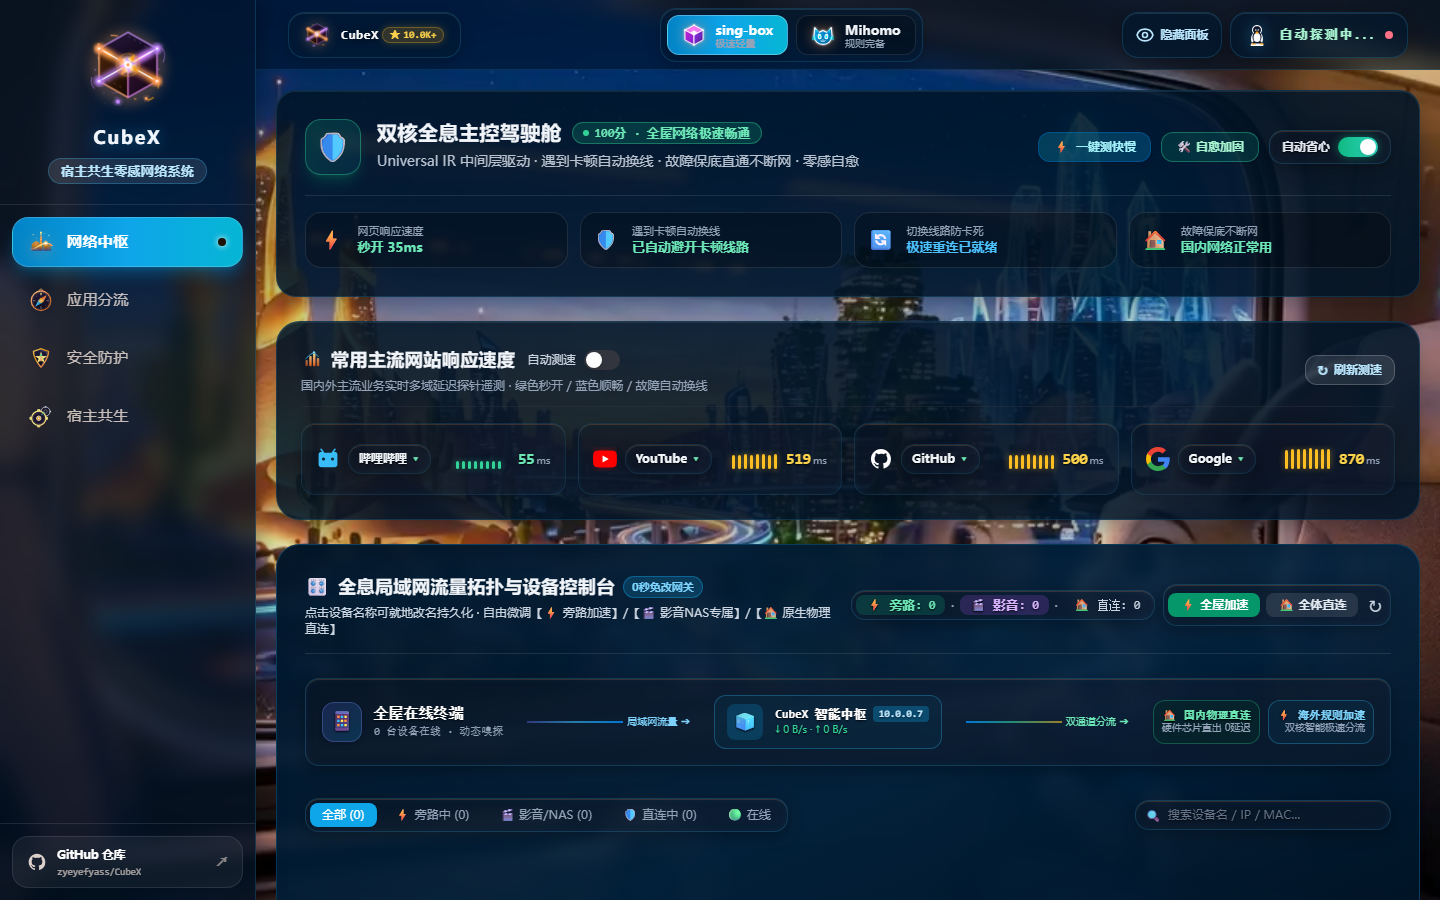 CubeX
宿主共生零感网络系统
网络中枢
应用分流
安全防护
宿主共生
GitHub 仓库
zyeyefyass/CubeX
CubeX ★ 10.0K+
sing-box
极速轻量
Mihomo
规则完备
隐藏面板
自动探测中...
双核全息主控驾驶舱
100分 · 全屋网络极速畅通
Universal IR 中间层驱动 · 遇到卡顿自动换线 · 故障保底直通不断网 · 零感自愈
一键测快慢
自愈加固
自动省心
网页响应速度
秒开 35ms
遇到卡顿自动换线
已自动避开卡顿线路
切换线路防卡死
极速重连已就绪
故障保底不断网
国内网络正常用
常用主流网站响应速度
自动测速
国内外主流业务实时多域延迟探针遥测 · 绿色秒开 / 蓝色顺畅 / 故障自动换线
↻ 刷新测速
哔哩哔哩 ▾
55 ms
YouTube ▾
519 ms
GitHub ▾
500 ms
Google ▾
870 ms
全息局域网流量拓扑与设备控制台
0秒免改网关
点击设备名称可就地改名持久化 · 自由微调【⚡ 旁路加速】/【🎬 影音NAS专属】/【🏠 原生物理
直连】
旁路: 0 · 影音: 0 · 直连: 0
全屋加速
全体直连
↻
全屋在线终端
0 台设备在线 · 动态嗅探
局域网流量 →
CubeX 智能中枢
10.0.0.7
↓ 0 B/s · ↑ 0 B/s
双通道分流 →
国内物理直连
硬件芯片直出 0延迟
海外规则加速
双核智能极速分流
全部 (0)
旁路中 (0)
影音/NAS (0)
直连中 (0)
在线
搜索设备名 / IP / MAC...